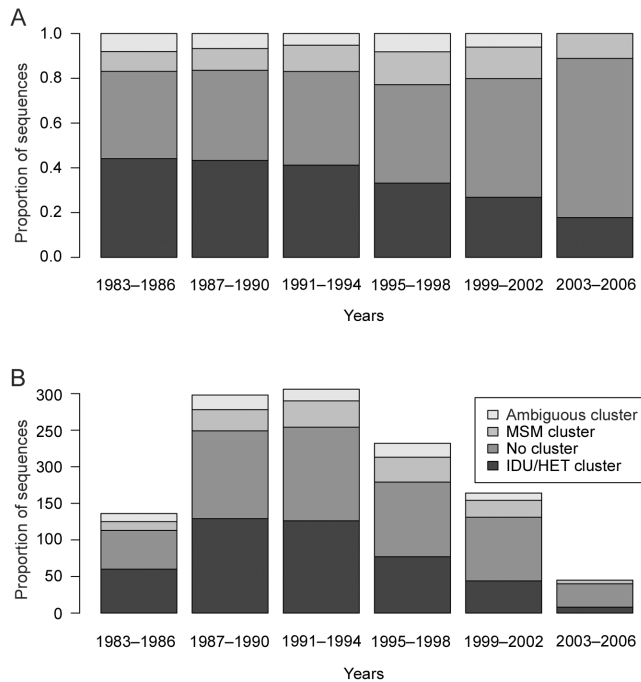 A
Proportion of sequences
1.0
0.8
0.6
0.4
0.2
0.0
1983–1986 1987–1990 1991–1994 1995–1998 1999–2002 2003–2006
Years
B
Proportion of sequences
300
250
300
150
100
50
0
Ambiguous cluster
MSM cluster
No cluster
IDU/HET cluster
1983–1986 1987–1990 1991–1994 1995–1998 1999–2002 2003–2006
Years